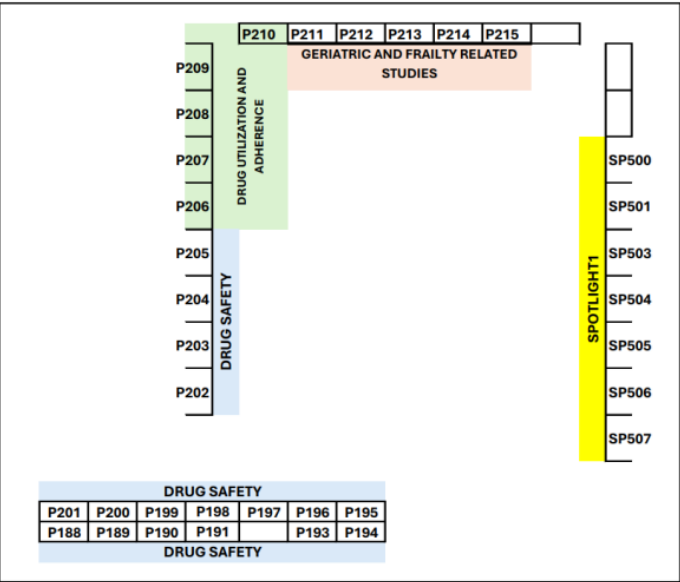 P210 P211 P212 P213 P214 P215
GERIATRIC AND FRAILTY RELATED
STUDIES
P209
P208
P207
P206
DRUG UTILIZATION AND
ADHERENCE
P205
P204
P203
P202
DRUG SAFETY
SPOTLIGHT1
SP500
SP501
SP503
SP504
SP505
SP506
SP507
DRUG SAFETY
P201 P200 P199 P198 P197 P196 P195
P188 P189 P190 P191 P193 P194
DRUG SAFETY